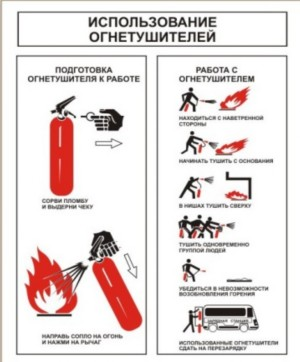 ИСПОЛЬЗОВАНИЕ
ОГНЕТУШИТЕЛЕЙ
ПОДГОТОВКА
ОГНЕТУШИТЕЛЯ К РАБОТЕ
СОРВИ ПЛОМБУ
И ВЫДЕРНИ ЧЕКУ
НАПРАВЬ СОПЛО НА ОГОНЬ
И НАЖМИ НА РЫЧАГ
РАБОТА С
ОГНЕТУШИТЕЛЕМ
НАХОДИТЬСЯ С НАВЕТРЕННОЙ
СТОРОНЫ
НАЧИНАТЬ ТУШИТЬ С ОСНОВАНИЯ
В НИШАХ ТУШИТЬ СВЕРХУ
ТУШИТЬ ОДНОВРЕМЕННО
ГРУППОЙ ЛЮДЕЙ
УБЕДИТЬСЯ В НЕВОЗМОЖНОСТИ
ВОЗОБНОВЛЕНИЯ ГОРЕНИЯ
ИСПОЛЬЗОВАННЫЕ ОГНЕТУШИТЕЛИ
СДАТЬ НА ПЕРЕЗАРЯДКУ